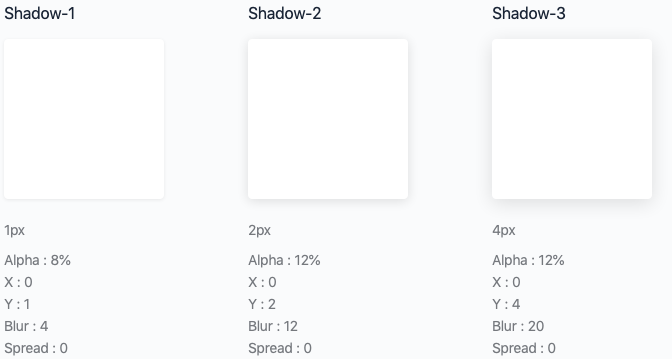 Shadow-1
1px
Alpha : 8%
X : 0
Y : 1
Blur : 4
Spread : 0
Shadow-2
2px
Alpha : 12%
X : 0
Y : 2
Blur : 12
Spread : 0
Shadow-3
4px
Alpha : 12%
X : 0
Y : 4
Blur : 20
Spread : 0